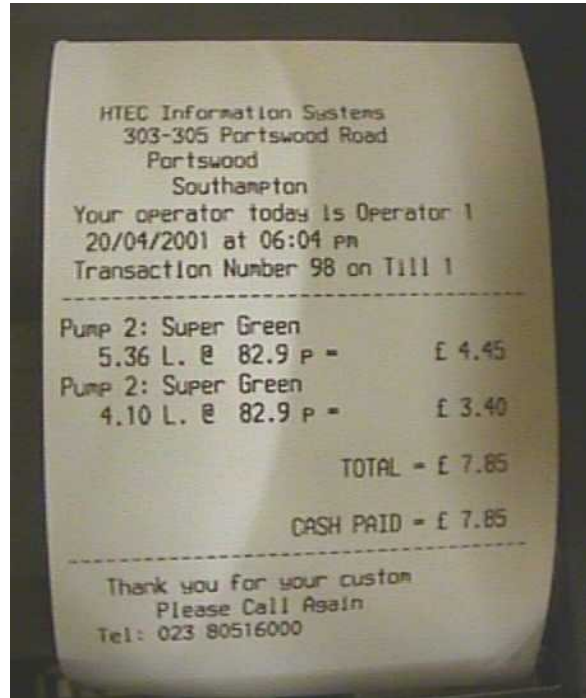 HTEC Information Systems
303-305 Portswood Road
Portswood
Southampton
Your operator today is Operator 1
20/04/2001 at 06:04 pm
Transaction Number 98 on Till 1
--------------------------------
Pump 2: Super Green
5.36 L. @ 82.9 p = £ 4.45
Pump 2: Super Green
4.10 L. @ 82.9 p = £ 3.40
TOTAL = £ 7.85
CASH PAID = £ 7.85
--------------------------------
Thank you for your custom
Please Call Again
Tel: 023 80516000